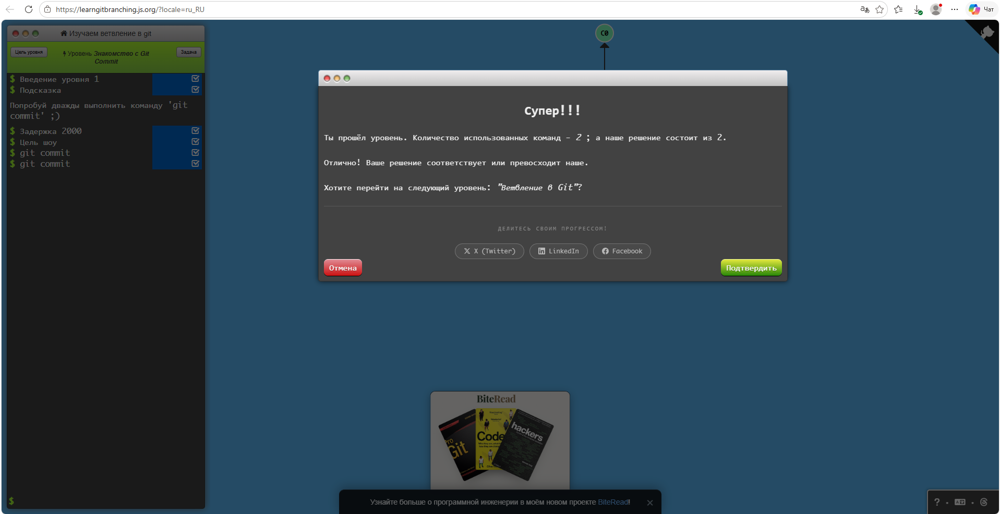 https://learngitbranching.js.org/?locale=ru_RU
Чат
Изучаем ветвление в git
Цель уровня
Уровень Знакомство с Git
Commit
Задача
$ Введение уровня 1
$ Подсказка
Попробуй дважды выполнить команду 'git
commit' ;)
$ Задержка 2000
$ Цель шоу
$ git commit
$ git commit
$
C0
Супер!!!
Ты прошёл уровень. Количество использованных команд – 2 ; а наше решение состоит из 2.
Отлично! Ваше решение соответствует или превосходит наше.
Хотите перейти на следующий уровень: "Ветвление в Git"?
ДЕЛИТЕСЬ СВОИМ ПРОГРЕССОМ!
X (Twitter)
LinkedIn
Facebook
Отмена
Подтвердить
BiteRead
Pro
Git
Code
hackers
Узнайте больше о программной инженерии в моём новом проекте BiteRead!